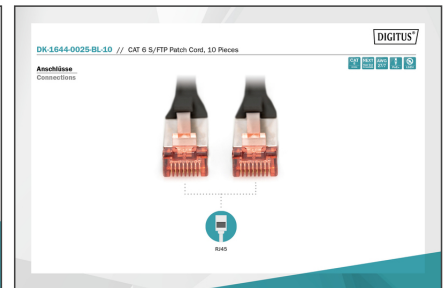 DIGITUS®
DK-1644-0025-BL-10 // CAT 6 S/FTP Patch Cord, 10 Pieces
Anschlüsse
Connections
RJ45